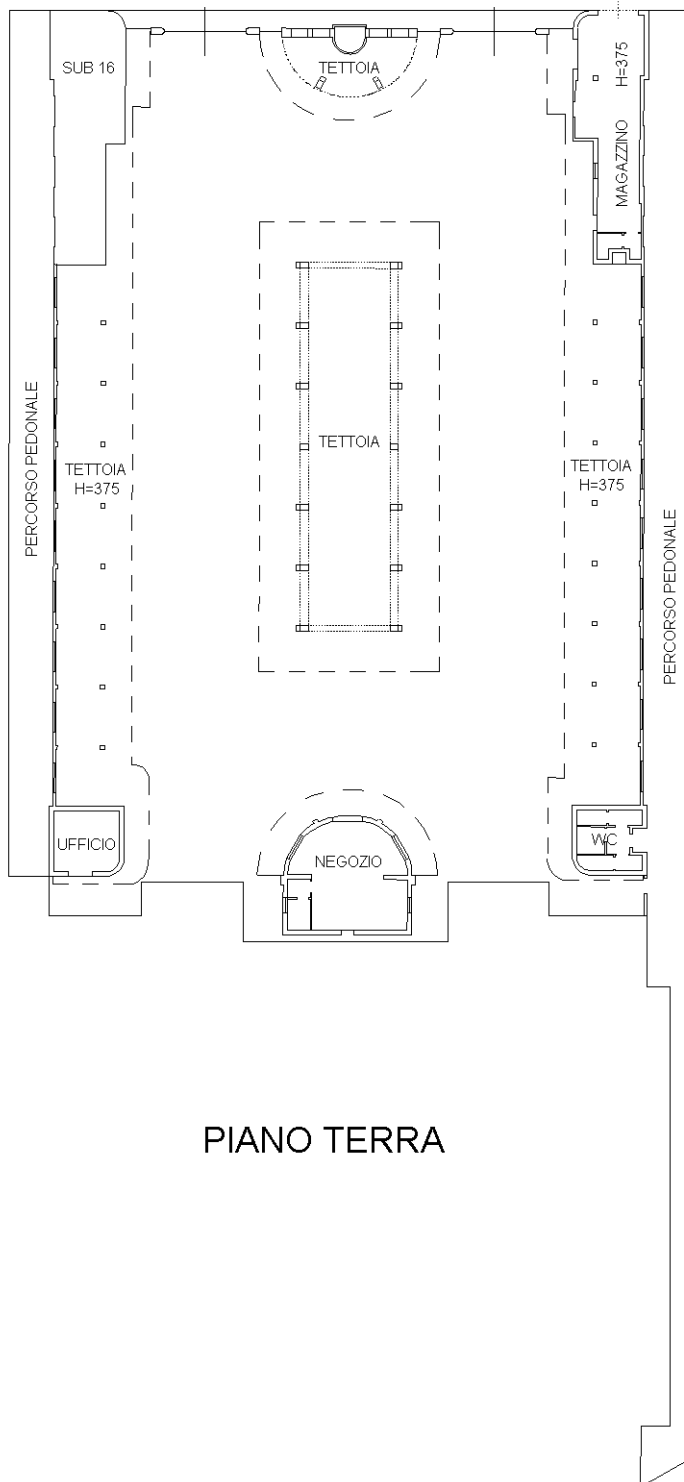 SUB 16
TETTOIA
H=375
MAGAZZINO
PERCORSO PEDONALE
TETTOIA
H=375
TETTOIA
TETTOIA
H=375
PERCORSO PEDONALE
UFFICIO
NEGOZIO
WC
PIANO TERRA